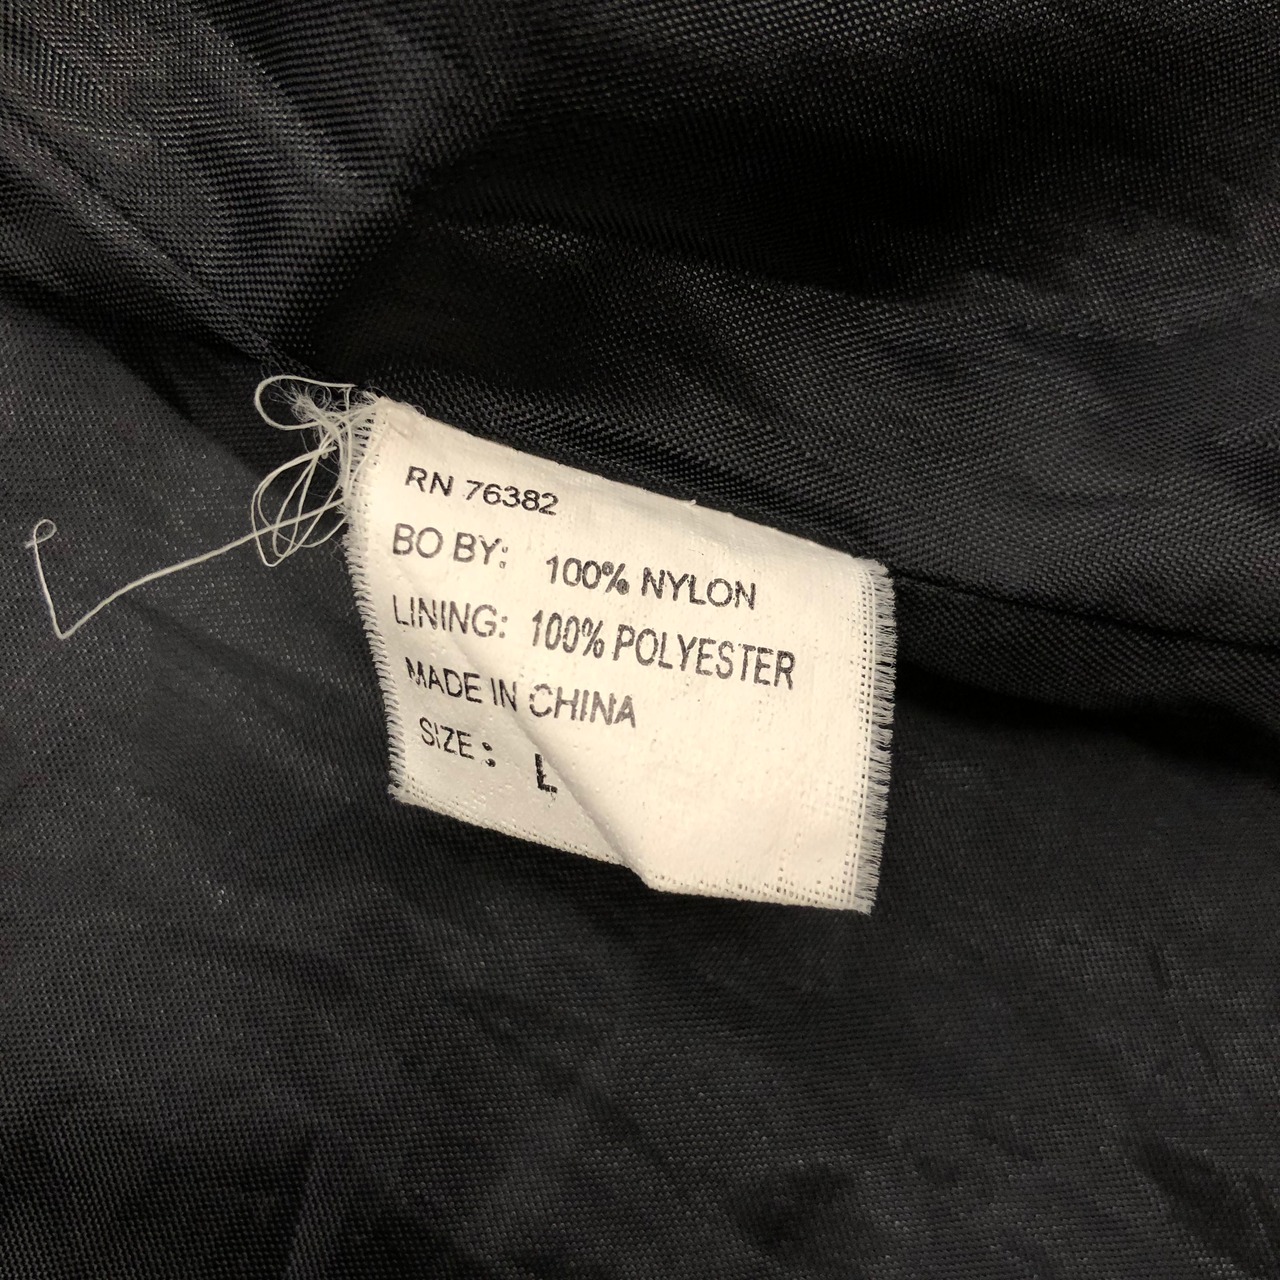 RN 76382
BO BY: 100% NYLON
LINING: 100% POLYESTER
MADE IN CHINA
SIZE: L